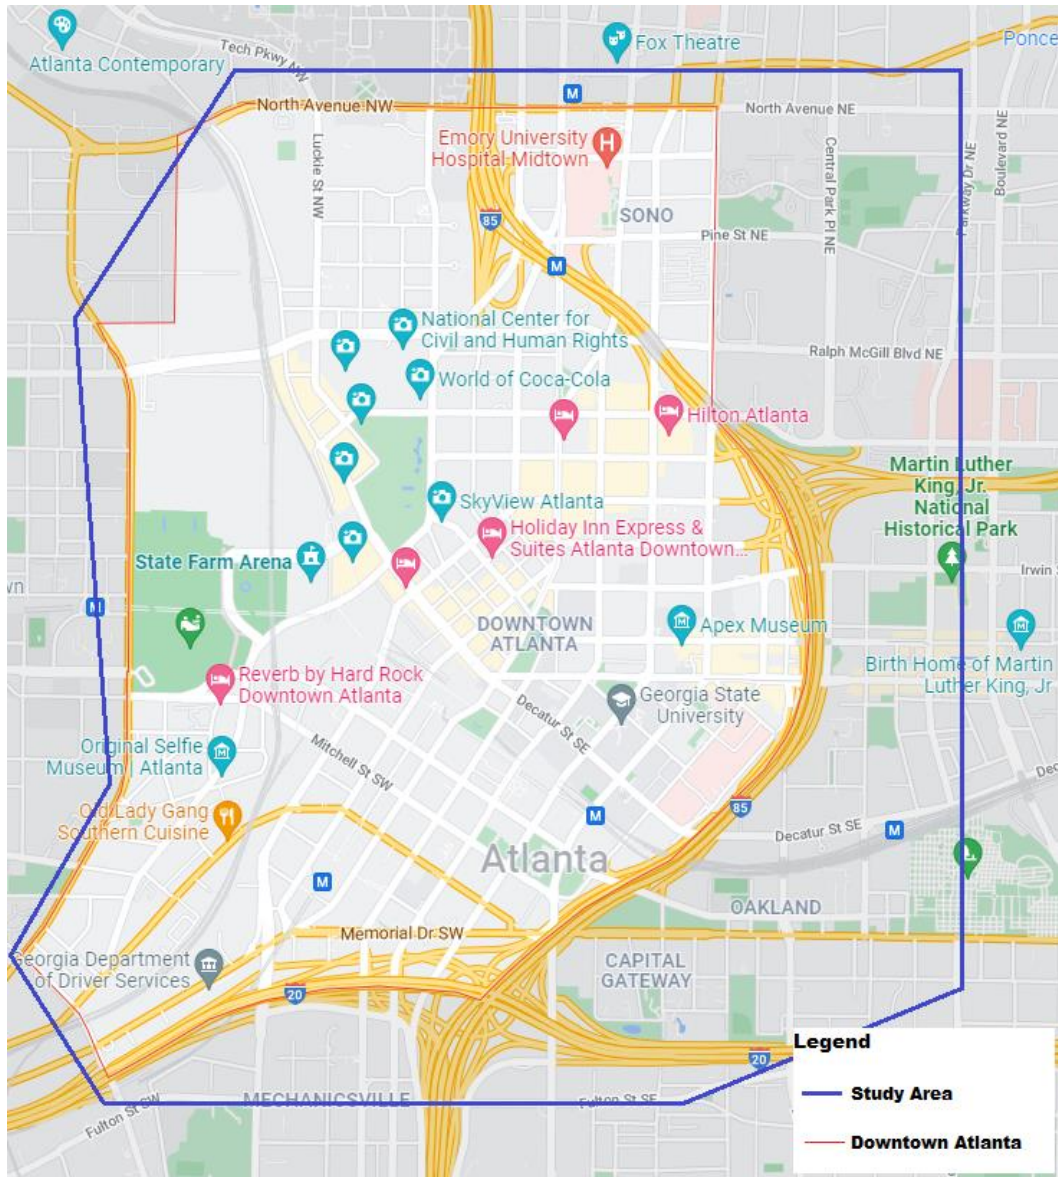 Tech Pkwy NW
Fox Theatre
Ponce
Atlanta Contemporary
M
North Avenue NW
North Avenue NE
Luckie St NW
Emory University
Hospital Midtown
H
Central Park Pl NE
Parkway Dr NE
Boulevard NE
SONO
85
Pine St NE
M
National Center for
Civil and Human Rights
Ralph McGill Blvd NE
World of Coca-Cola
Hilton Atlanta
Martin Luther
King, Jr.
National
Historical Park
SkyView Atlanta
Holiday Inn Express &
Suites Atlanta Downtown...
State Farm Arena
Irwin S
wn
M
DOWNTOWN
ATLANTA
M
Apex Museum
M
Birth Home of Martin
Luther King, Jr
Reverb by Hard Rock
Downtown Atlanta
Georgia State
University
Decatur St SE
Mitchell St SW
Original Selfie
Museum | Atlanta
M
Dec
Old Lady Gang
Southern Cuisine
85
M
Decatur St SE
M
Atlanta
M
OAKLAND
Memorial Dr SW
Georgia Department
of Driver Services
CAPITAL
GATEWAY
20
20
Legend
Study Area
Downtown Atlanta
MECHANICSVILLE
Fulton St SW
Fulton St SE